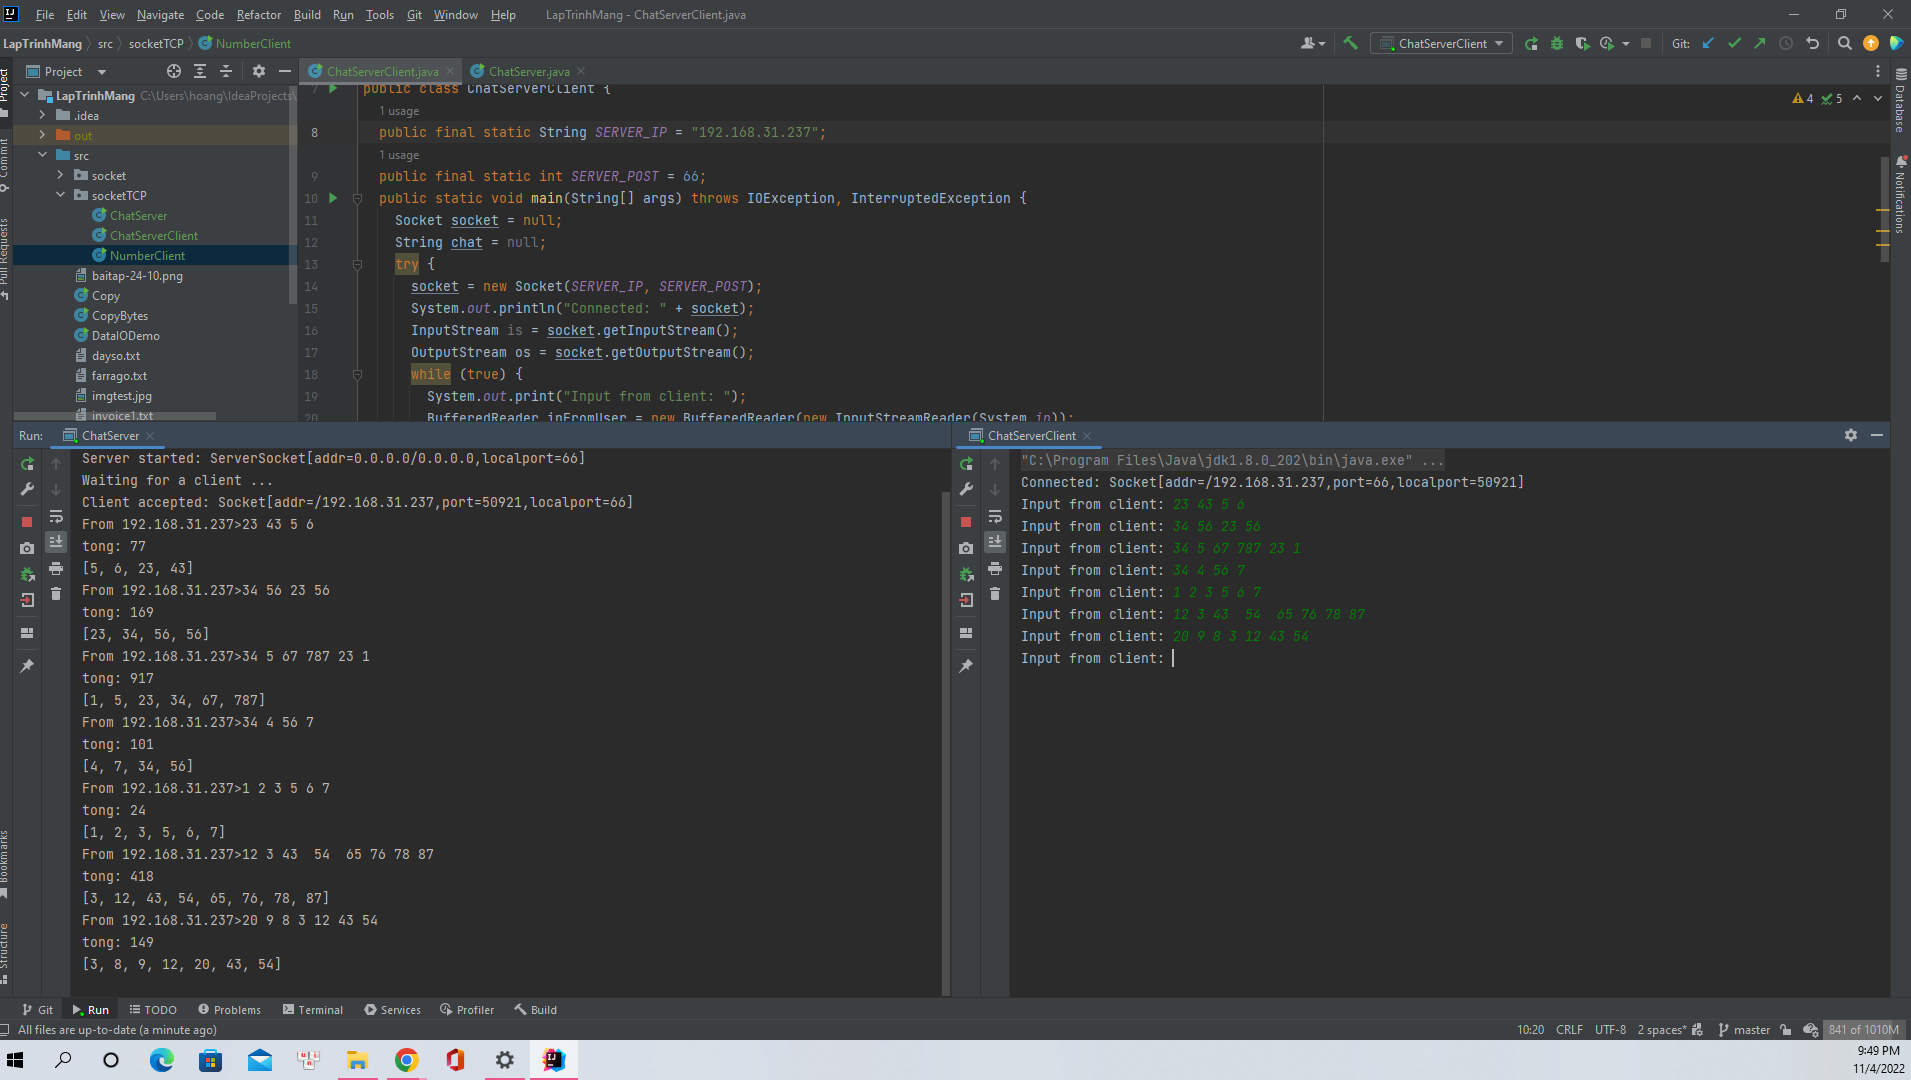 File Edit View Navigate Code Refactor Build Run Tools Git Window Help LapTrinhMang - ChatServerClient.java
LapTrinhMang src socketTCP NumberClient ChatServerClient Git:
Project
Project
ChatServerClient.java ChatServer.java
LapTrinhMang C:\Users\hoang\IdeaProjects\
.idea
out
src
socket
socketTCP
ChatServer
ChatServerClient
NumberClient
baitap-24-10.png
Copy
CopyBytes
DataIODemo
dayso.txt
farrago.txt
imgtest.jpg
invoice1.txt
Commit
Pull Requests
Bookmarks
Structure
Database
Notifications
4 5
7 public class ChatServerClient {
1 usage
8 public final static String SERVER_IP = "192.168.31.237";
1 usage
9 public final static int SERVER_POST = 66;
10 public static void main(String[] args) throws IOException, InterruptedException {
11 Socket socket = null;
12 String chat = null;
13 try {
14 socket = new Socket(SERVER_IP, SERVER_POST);
15 System.out.println("Connected: " + socket);
16 InputStream is = socket.getInputStream();
17 OutputStream os = socket.getOutputStream();
18 while (true) {
19 System.out.print("Input from client: ");
20 BufferedReader inFromUser = new BufferedReader(new InputStreamReader(System.in));
Run: ChatServer
Server started: ServerSocket[addr=0.0.0.0/0.0.0.0,localport=66]
Waiting for a client ...
Client accepted: Socket[addr=/192.168.31.237,port=50921,localport=66]
From 192.168.31.237>23 43 5 6
tong: 77
[5, 6, 23, 43]
From 192.168.31.237>34 56 23 56
tong: 169
[23, 34, 56, 56]
From 192.168.31.237>34 5 67 787 23 1
tong: 917
[1, 5, 23, 34, 67, 787]
From 192.168.31.237>34 4 56 7
tong: 101
[4, 7, 34, 56]
From 192.168.31.237>1 2 3 5 6 7
tong: 24
[1, 2, 3, 5, 6, 7]
From 192.168.31.237>12 3 43  54  65 76 78 87
tong: 418
[3, 12, 43, 54, 65, 76, 78, 87]
From 192.168.31.237>20 9 8 3 12 43 54
tong: 149
[3, 8, 9, 12, 20, 43, 54]
ChatServerClient
"C:\Program Files\Java\jdk1.8.0_202\bin\java.exe" ...
Connected: Socket[addr=/192.168.31.237,port=66,localport=50921]
Input from client: 23 43 5 6
Input from client: 34 56 23 56
Input from client: 34 5 67 787 23 1
Input from client: 34 4 56 7
Input from client: 1 2 3 5 6 7
Input from client: 12 3 43  54  65 76 78 87
Input from client: 20 9 8 3 12 43 54
Input from client:
Git Run TODO Problems Terminal Services Profiler Build
All files are up-to-date (a minute ago) 10:20 CRLF UTF-8 2 spaces* master 841 of 1010M
9:49 PM
11/4/2022